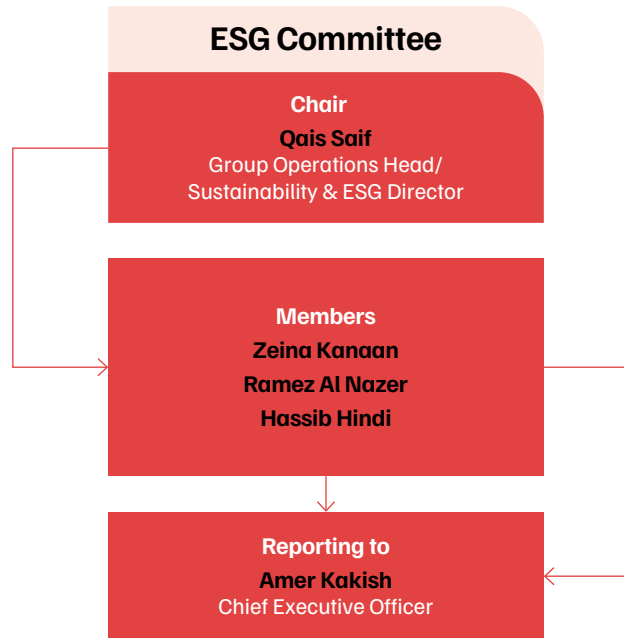 ESG Committee
Chair
Qais Saif
Group Operations Head/
Sustainability & ESG Director
Members
Zeina Kanaan
Ramez Al Nazer
Hassib Hindi
Reporting to
Amer Kakish
Chief Executive Officer